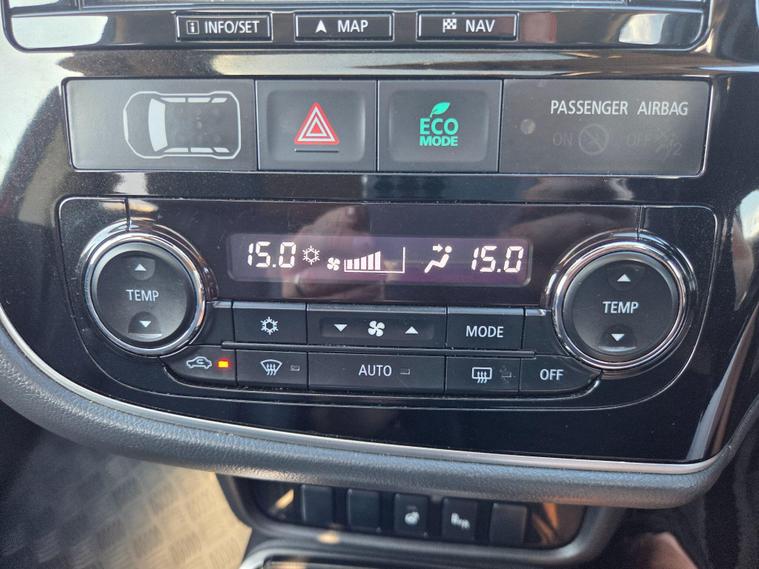 INFO/SET MAP NAV
ECO
MODE
PASSENGER AIRBAG
ON OFF
15.0 15.0
TEMP
TEMP
MODE
AUTO
OFF